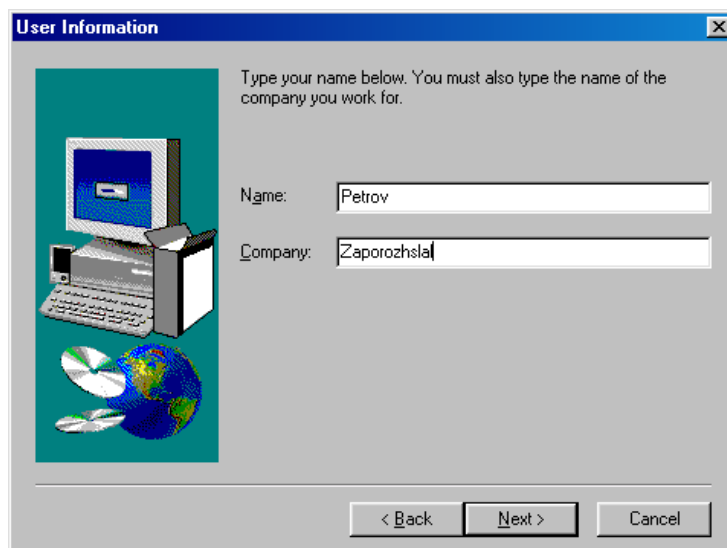 User Information
Type your name below. You must also type the name of the
company you work for.
Name: Petrov
Company: Zaporozhslal
< Back Next > Cancel